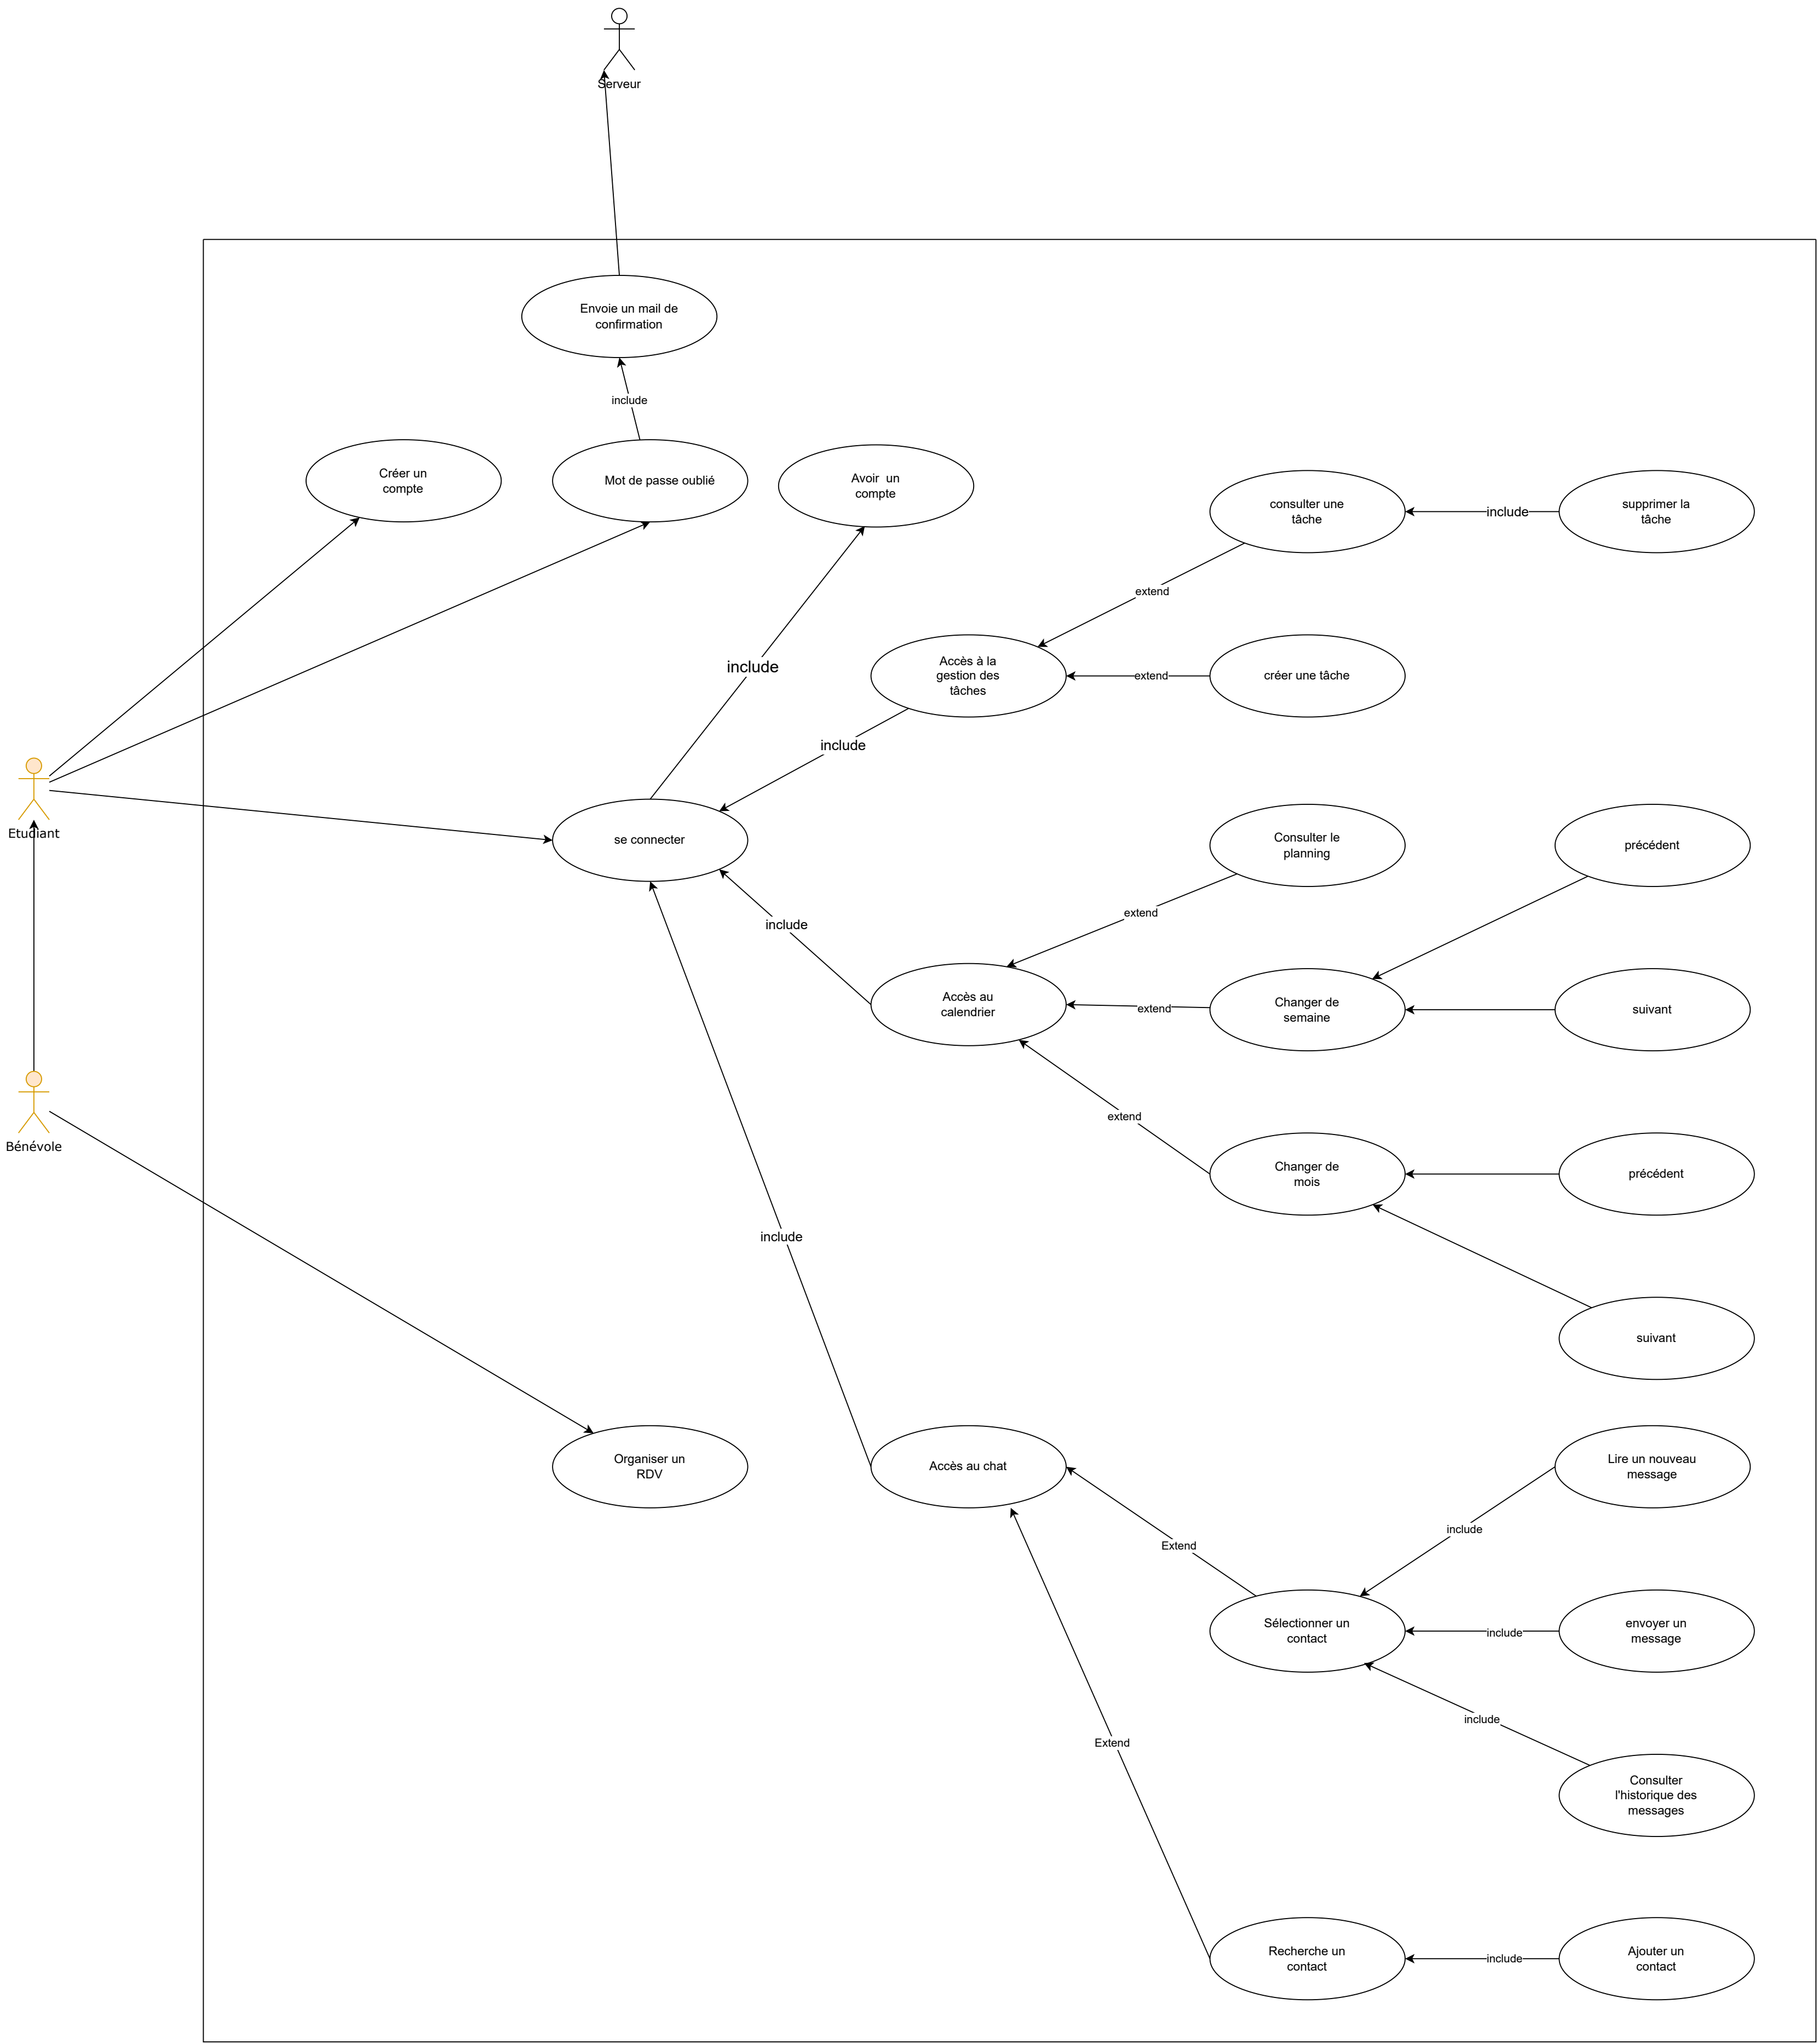 Serveur
Envoie un mail de
confirmation
include
Créer un
compte
Mot de passe oublié
Avoir  un
compte
consulter une
tâche
include
supprimer la
tâche
extend
include
Accès à la
gestion des
tâches
extend
créer une tâche
include
Etudiant
se connecter
Consulter le
planning
précédent
extend
include
Accès au
calendrier
extend
Changer de
semaine
suivant
extend
Bénévole
Changer de
mois
précédent
include
suivant
Organiser un
RDV
Accès au chat
Lire un nouveau
message
include
Extend
Sélectionner un
contact
include
envoyer un
message
include
Extend
Consulter
l'historique des
messages
Recherche un
contact
include
Ajouter un
contact